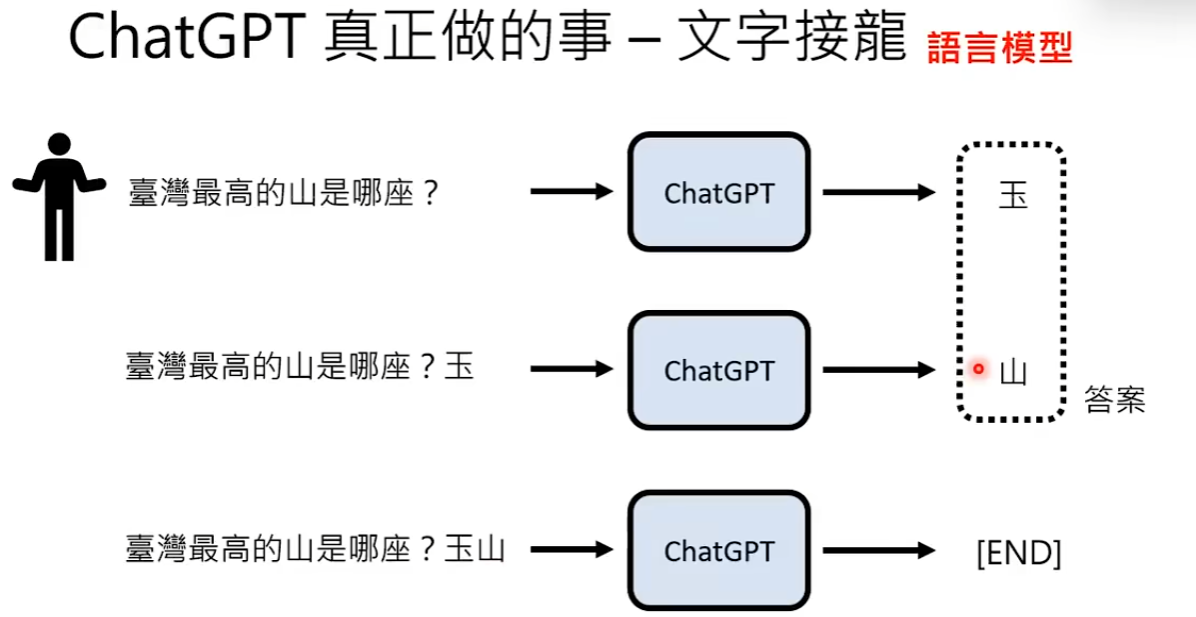 ChatGPT 真正做的事 – 文字接龍 語言模型
臺灣最高的山是哪座？ ChatGPT 玉
臺灣最高的山是哪座？玉 ChatGPT 山
答案
臺灣最高的山是哪座？玉山 ChatGPT [END]